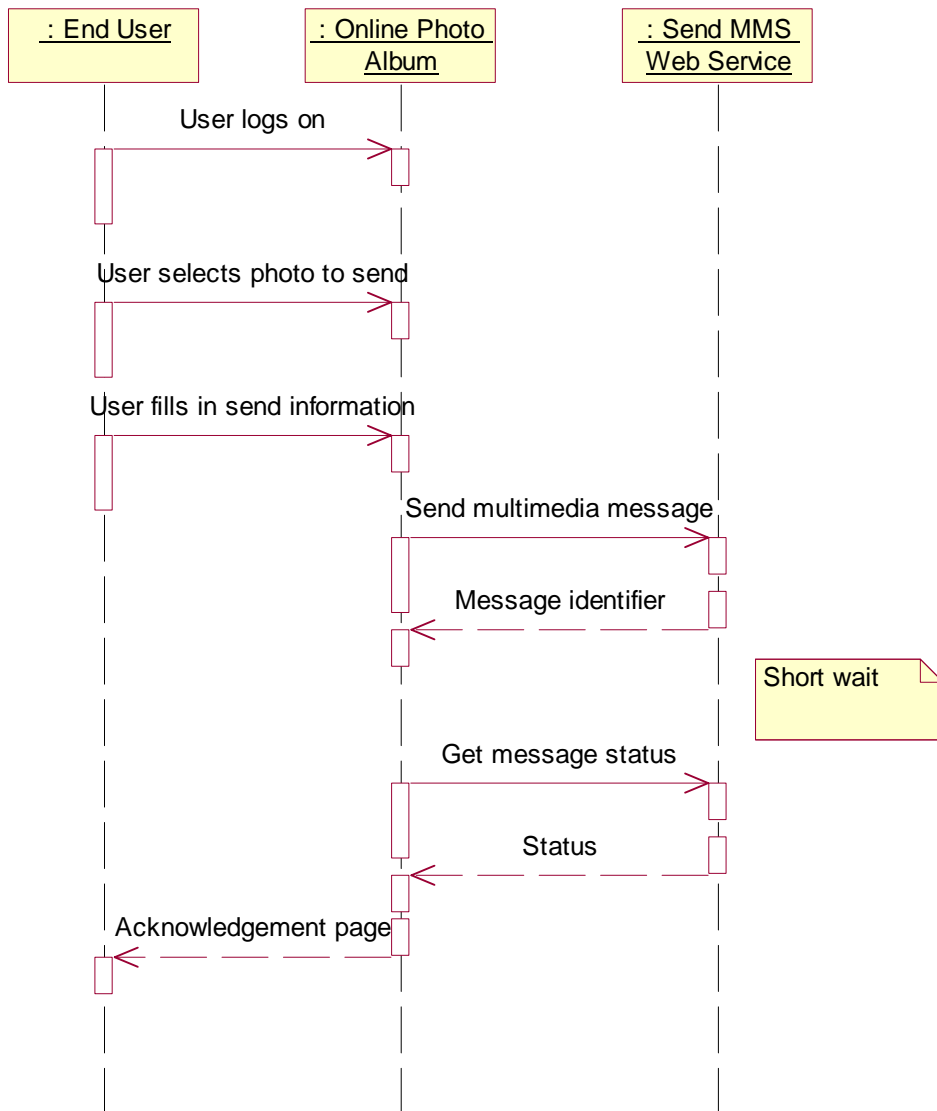 : End User
: Online Photo
Album
: Send MMS
Web Service
User logs on
User selects photo to send
User fills in send information
Send multimedia message
Message identifier
Short wait
Get message status
Status
Acknowledgement page